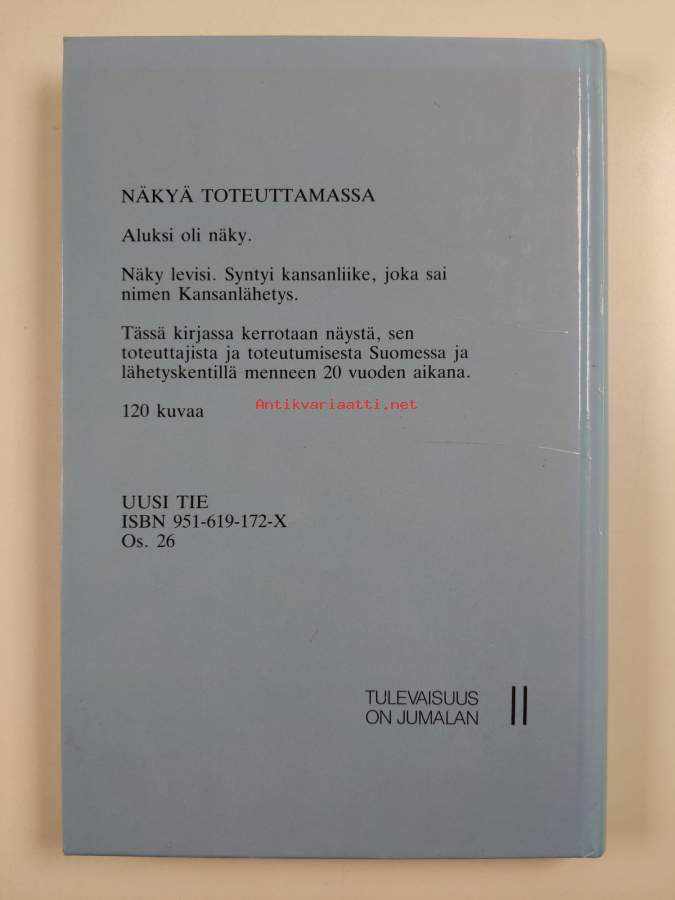 NÄKYÄ TOTEUTTAMASSA
Aluksi oli näky.
Näky levisi. Syntyi kansanliike, joka sai
nimen Kansanlähetys.
Tässä kirjassa kerrotaan näystä, sen
toteuttajista ja toteutumisesta Suomessa ja
lähetyskentillä menneen 20 vuoden aikana.
Antikvariaatti.net
120 kuvaa
UUSI TIE
ISBN 951-619-172-X
Os. 26
TULEVAISUUS
ON JUMALAN